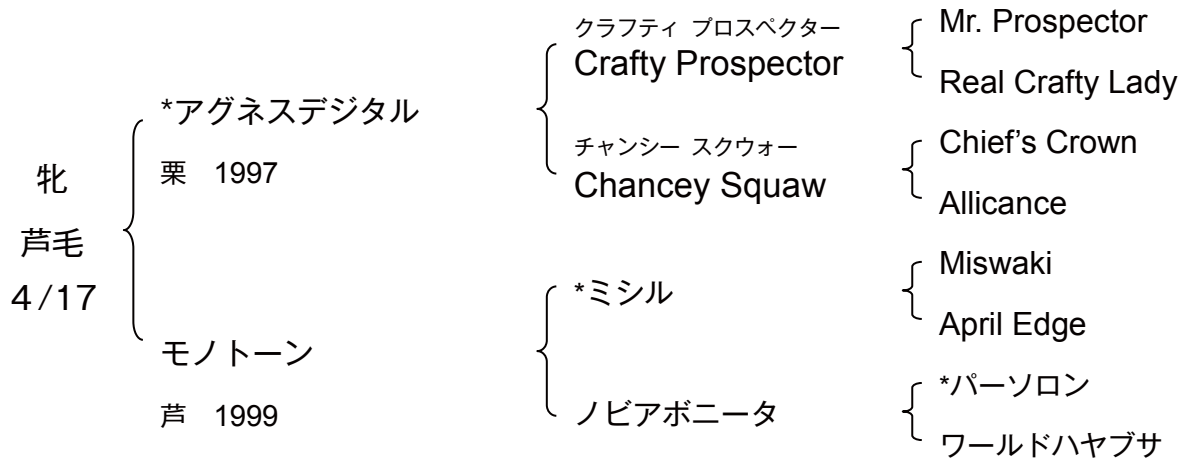 牝
芦毛
4/17
*アグネスデジタル
栗 1997
モノトーン
芦 1999
クラフティ プロスペクター
Crafty Prospector
チャンシー スクウォー
Chancey Squaw
*ミシル
ノビアボニータ
Mr. Prospector
Real Crafty Lady
Chief's Crown
Allicance
Miswaki
April Edge
*パーソロン
ワールドハヤブサ